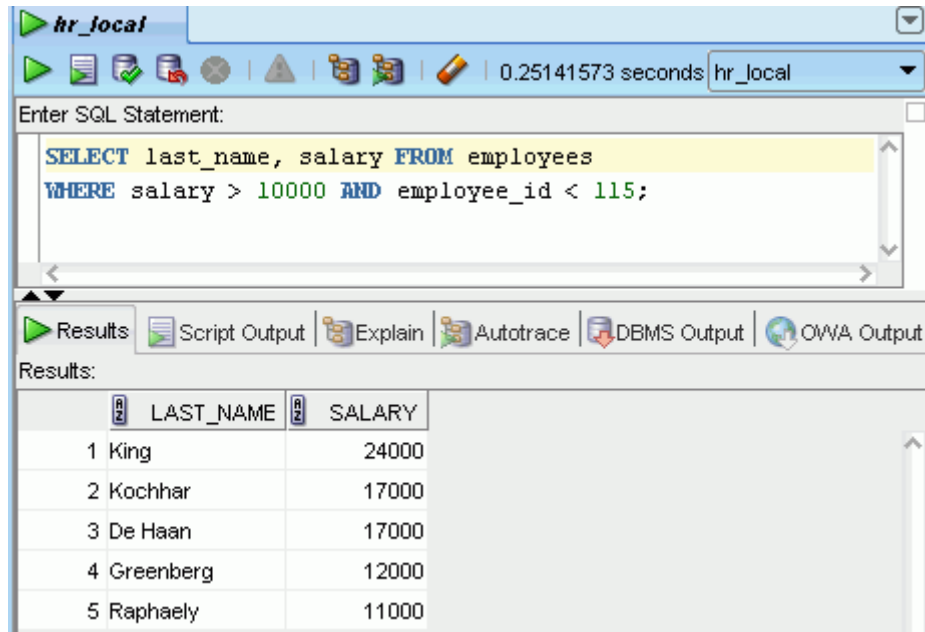 hr_local
0.25141573 seconds hr_local
Enter SQL Statement:
SELECT last_name, salary FROM employees
WHERE salary > 10000 AND employee_id < 115;
Results Script Output Explain Autotrace DBMS Output OWA Output
Results:
LAST_NAME SALARY
1 King 24000
2 Kochhar 17000
3 De Haan 17000
4 Greenberg 12000
5 Raphaely 11000